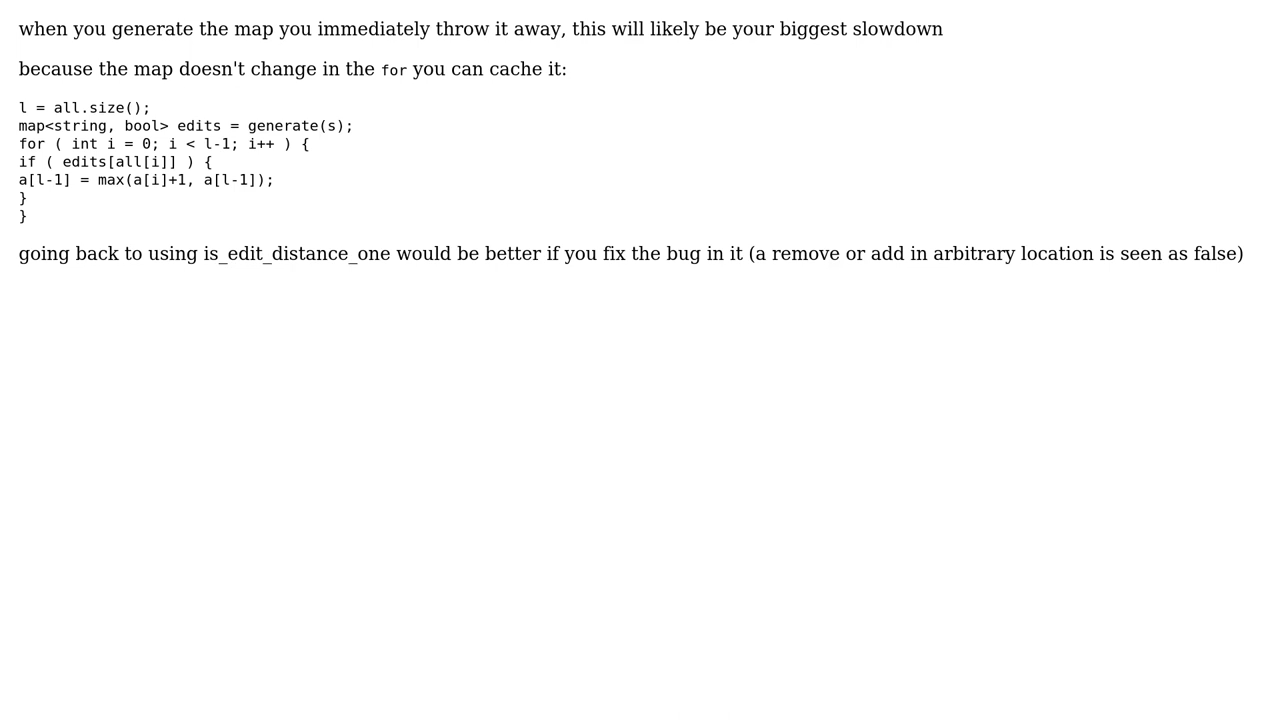 when you generate the map you immediately throw it away, this will likely be your biggest slowdown
because the map doesn't change in the for you can cache it:
l = all.size();
map<string, bool> edits = generate(s);
for ( int i = 0; i < l-1; i++ ) {
if ( edits[all[i]] ) {
a[l-1] = max(a[i]+1, a[l-1]);
}
}
going back to using is_edit_distance_one would be better if you fix the bug in it (a remove or add in arbitrary location is seen as false)